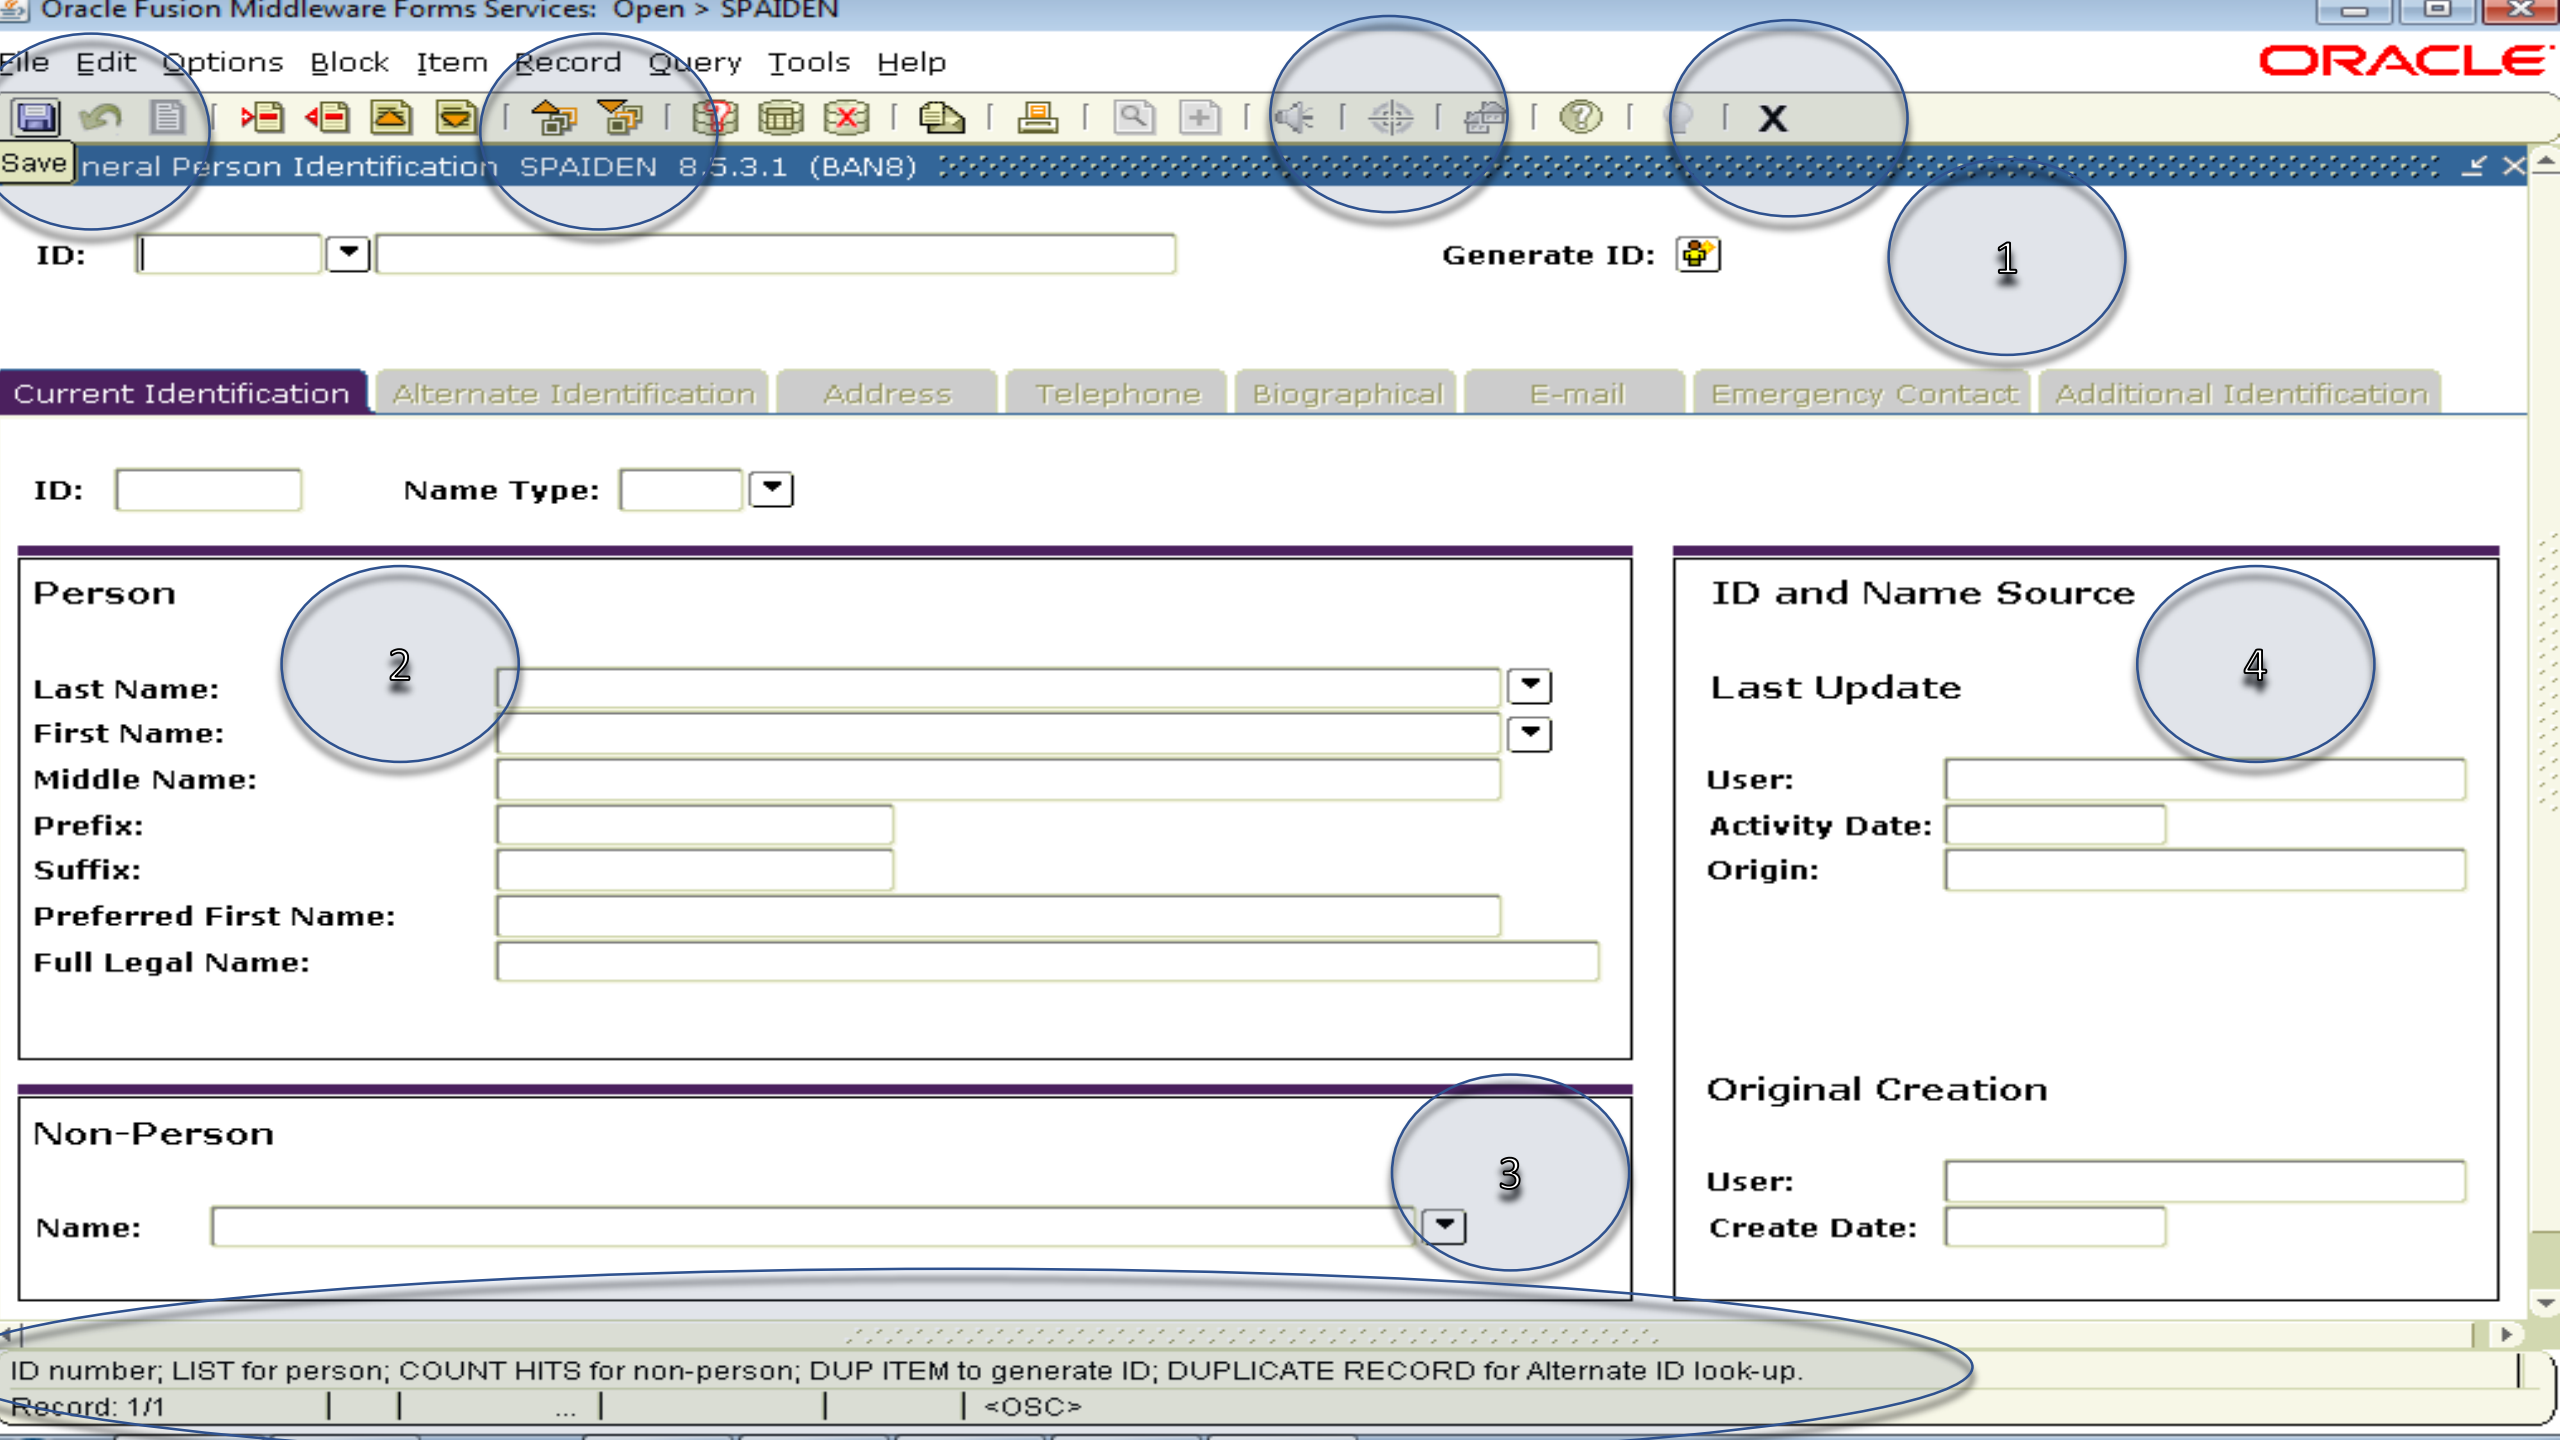 Oracle Fusion Middleware Forms Services: Open > SPAIDEN
File Edit Options Block Item Record Query Tools Help
ORACLE
X
Save
neral Person Identification SPAIDEN 8.5.3.1 (BAN8)
ID:
Generate ID:
1
Current Identification Alternate Identification Address Telephone Biographical E-mail Emergency Contact Additional Identification
ID:
Name Type:
Person
2
Last Name:
First Name:
Middle Name:
Prefix:
Suffix:
Preferred First Name:
Full Legal Name:
ID and Name Source
4
Last Update
User:
Activity Date:
Origin:
Original Creation
User:
Create Date:
Non-Person
3
Name:
ID number; LIST for person; COUNT HITS for non-person; DUP ITEM to generate ID; DUPLICATE RECORD for Alternate ID look-up.
Record: 1/1 ... <OSC>